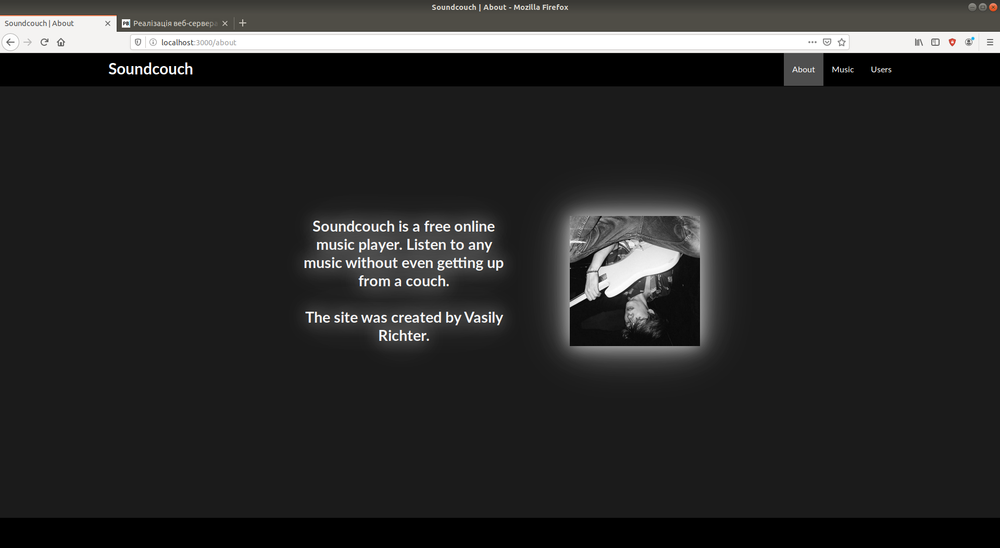 Soundcouch | About - Mozilla Firefox
Soundcouch | About
PB Реалізація веб-сервера
localhost:3000/about
Soundcouch
About Music Users
Soundcouch is a free online
music player. Listen to any
music without even getting up
from a couch.
The site was created by Vasily
Richter.